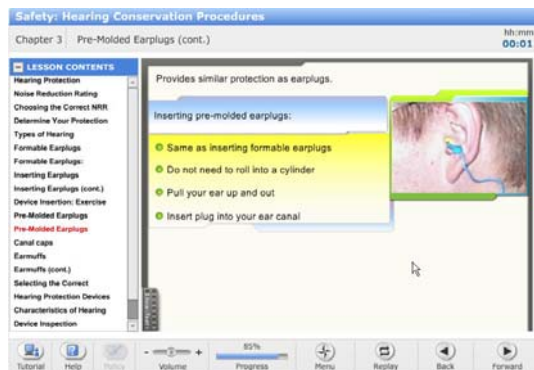 Safety: Hearing Conservation Procedures
Chapter 3 Pre-Molded Earplugs (cont.)
hh:mm
00:01
LESSON CONTENTS
Hearing Protection
Noise Reduction Rating
Choosing the Correct NRR
Determine Your Protection
Types of Hearing
Formable Earplugs
Formable Earplugs:
Inserting Earplugs
Inserting Earplugs (cont.)
Device Insertion: Exercise
Pre-Molded Earplugs
Pre-Molded Earplugs
Canal caps
Earmuffs
Earmuffs (cont.)
Selecting the Correct
Hearing Protection Devices
Characteristics of Hearing
Device Inspection
Provides similar protection as earplugs.
Inserting pre-molded earplugs:
Same as inserting formable earplugs
Do not need to roll into a cylinder
Pull your ear up and out
Insert plug into your ear canal
85%
- +
Tutorial Help Policy Volume Progress Menu Replay Back Forward